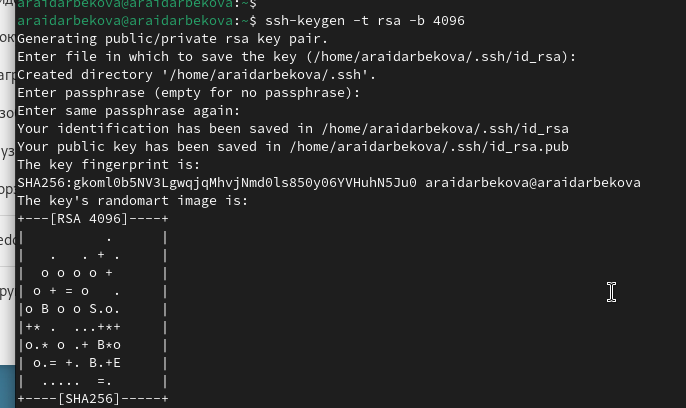 araidarbekova@araidarbekova:~$
araidarbekova@araidarbekova:~$ ssh-keygen -t rsa -b 4096
Generating public/private rsa key pair.
Enter file in which to save the key (/home/araidarbekova/.ssh/id_rsa):
Created directory '/home/araidarbekova/.ssh'.
Enter passphrase (empty for no passphrase):
Enter same passphrase again:
Your identification has been saved in /home/araidarbekova/.ssh/id_rsa
Your public key has been saved in /home/araidarbekova/.ssh/id_rsa.pub
The key fingerprint is:
SHA256:gkoml0b5NV3LgwqjqMhvjNmd0ls850y06YVHuhN5Ju0 araidarbekova@araidarbekova
The key's randomart image is:
+---[RSA 4096]----+
|          .      |
|   .   . + .     |
|  o o o o +      |
| o + = o   .     |
|o B o o S.o.     |
|+* .  ...+*+     |
|o.* o .+ B*o     |
| o.= +. B.+E     |
|  .....  =.      |
+----[SHA256]-----+